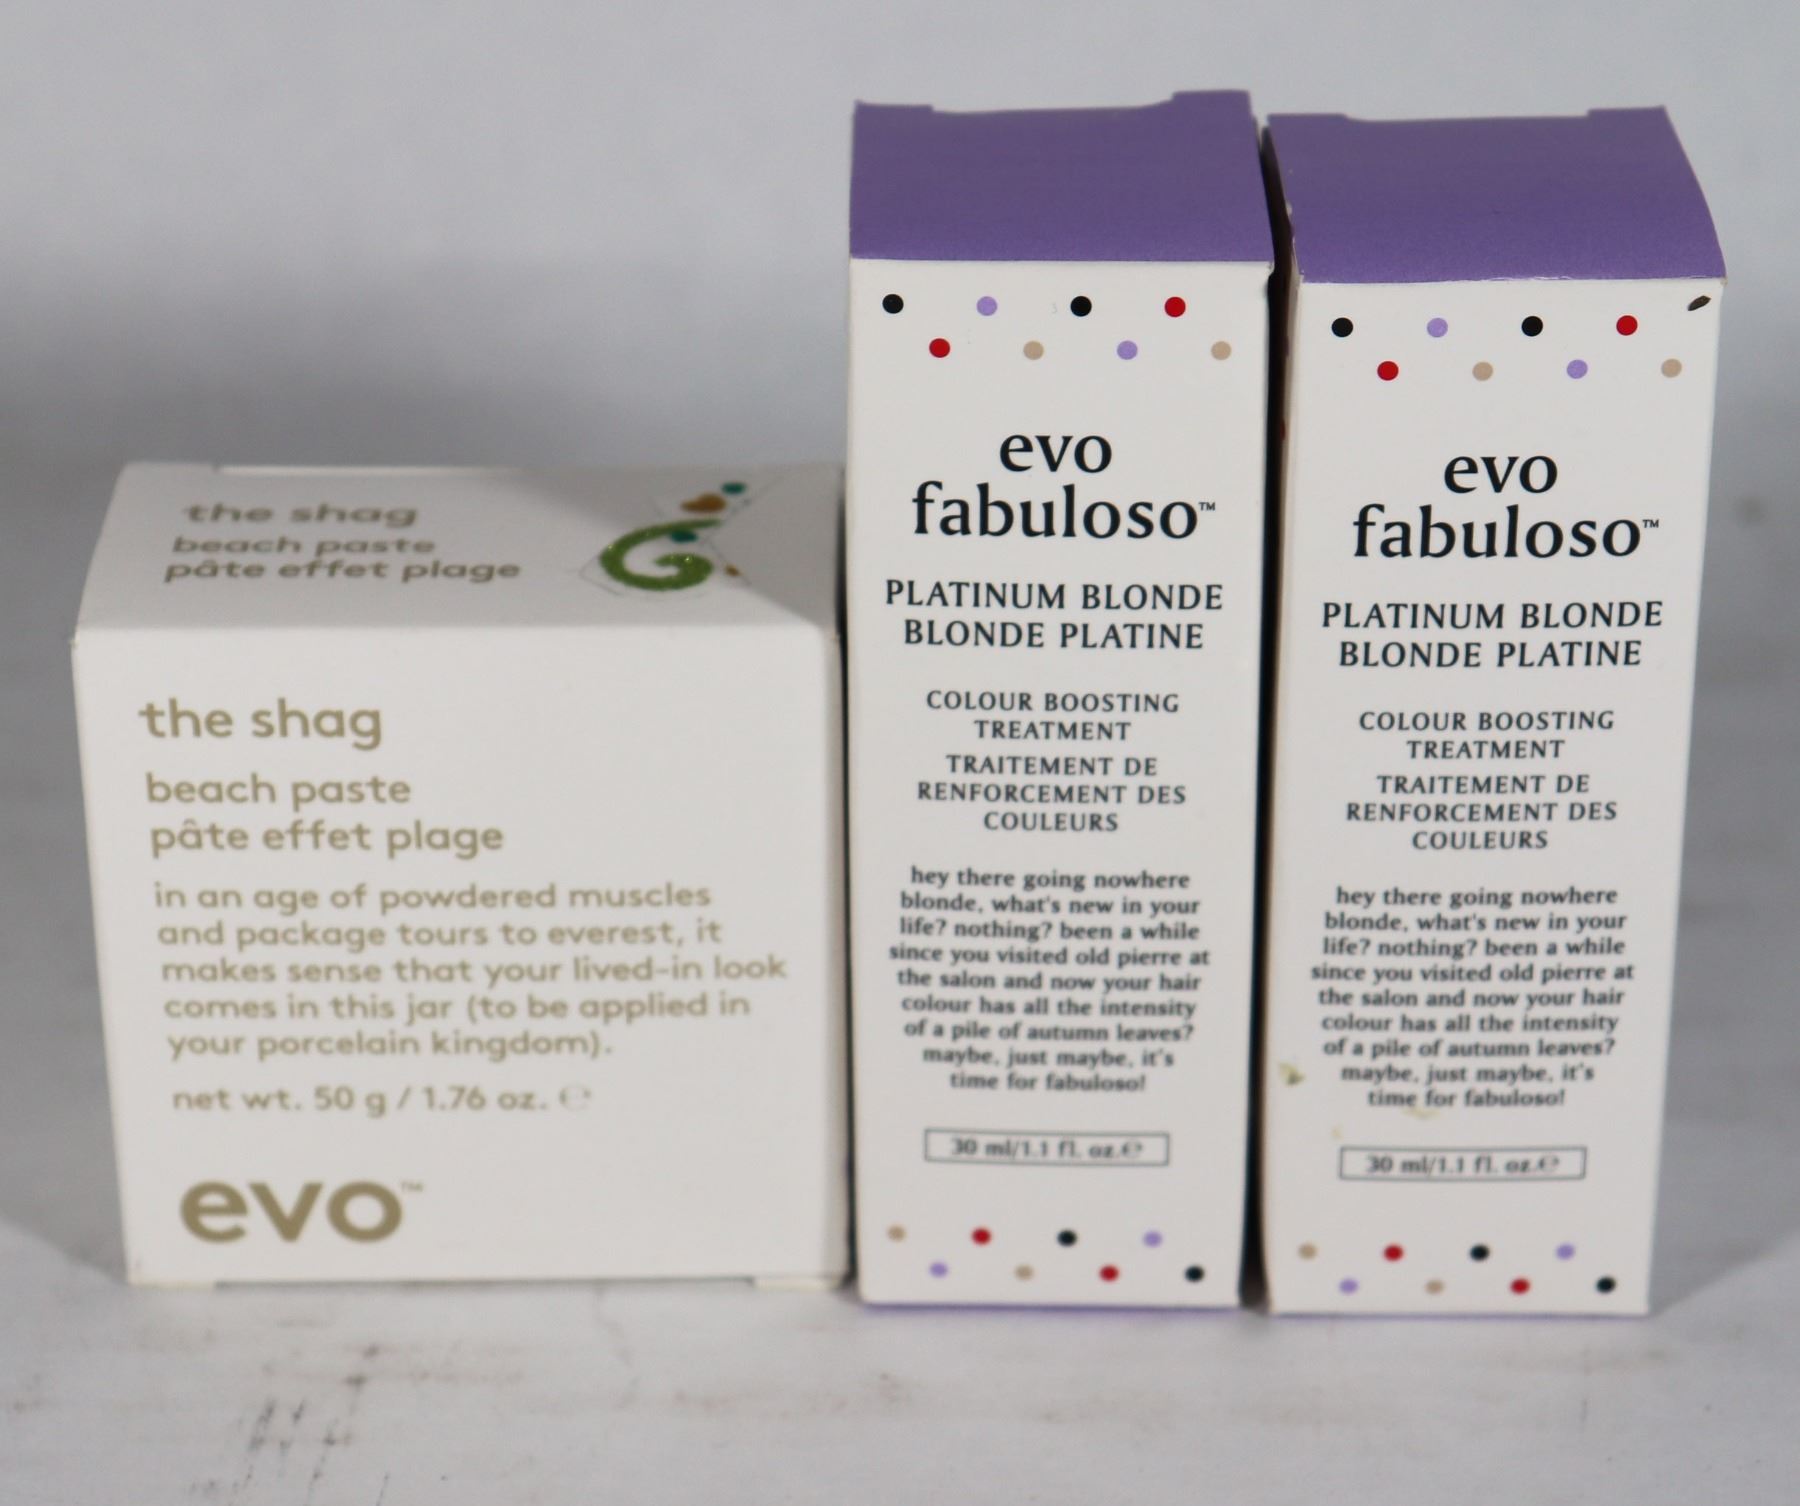 the shag
beach paste
pâte effet plage
the shag
beach paste
pâte effet plage
in an age of powdered muscles
and package tours to everest, it
makes sense that your lived-in look
comes in this jar (to be applied in
your porcelain kingdom).
net wt. 50 g / 1.76 oz. ℮
evo™
evo
fabuloso™
PLATINUM BLONDE
BLONDE PLATINE
COLOUR BOOSTING
TREATMENT
TRAITEMENT DE
RENFORCEMENT DES
COULEURS
hey there going nowhere
blonde, what's new in your
life? nothing? been a while
since you visited old pierre at
the salon and now your hair
colour has all the intensity
of a pile of autumn leaves?
maybe, just maybe, it's
time for fabuloso!
30 ml/1.1 fl. oz.℮
evo
fabuloso™
PLATINUM BLONDE
BLONDE PLATINE
COLOUR BOOSTING
TREATMENT
TRAITEMENT DE
RENFORCEMENT DES
COULEURS
hey there going nowhere
blonde, what's new in your
life? nothing? been a while
since you visited old pierre at
the salon and now your hair
colour has all the intensity
of a pile of autumn leaves?
maybe, just maybe, it's
time for fabuloso!
30 ml/1.1 fl. oz.℮